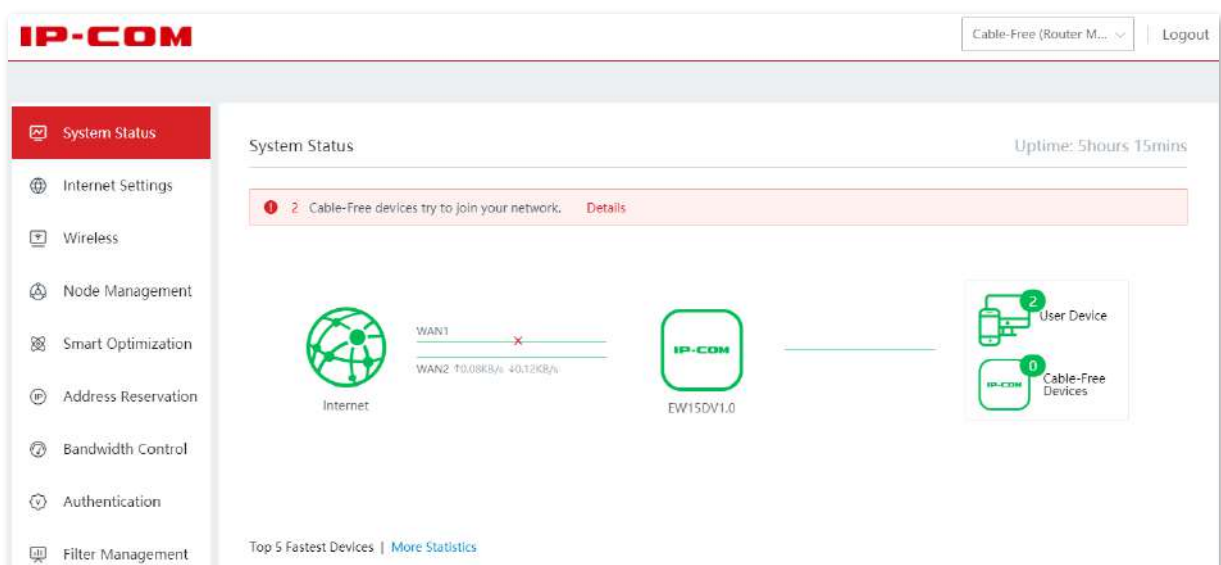 IP-COM
Cable-Free (Router M...
Logout
System Status
Internet Settings
Wireless
Node Management
Smart Optimization
Address Reservation
Bandwidth Control
Authentication
Filter Management
System Status
Uptime: 5hours 15mins
2 Cable-Free devices try to join your network. Details
WAN1
WAN2 ↑0.08KB/s ↓0.12KB/s
Internet
IP-COM
EW15DV1.0
2
User Device
0
IP-COM
Cable-Free
Devices
Top 5 Fastest Devices | More Statistics